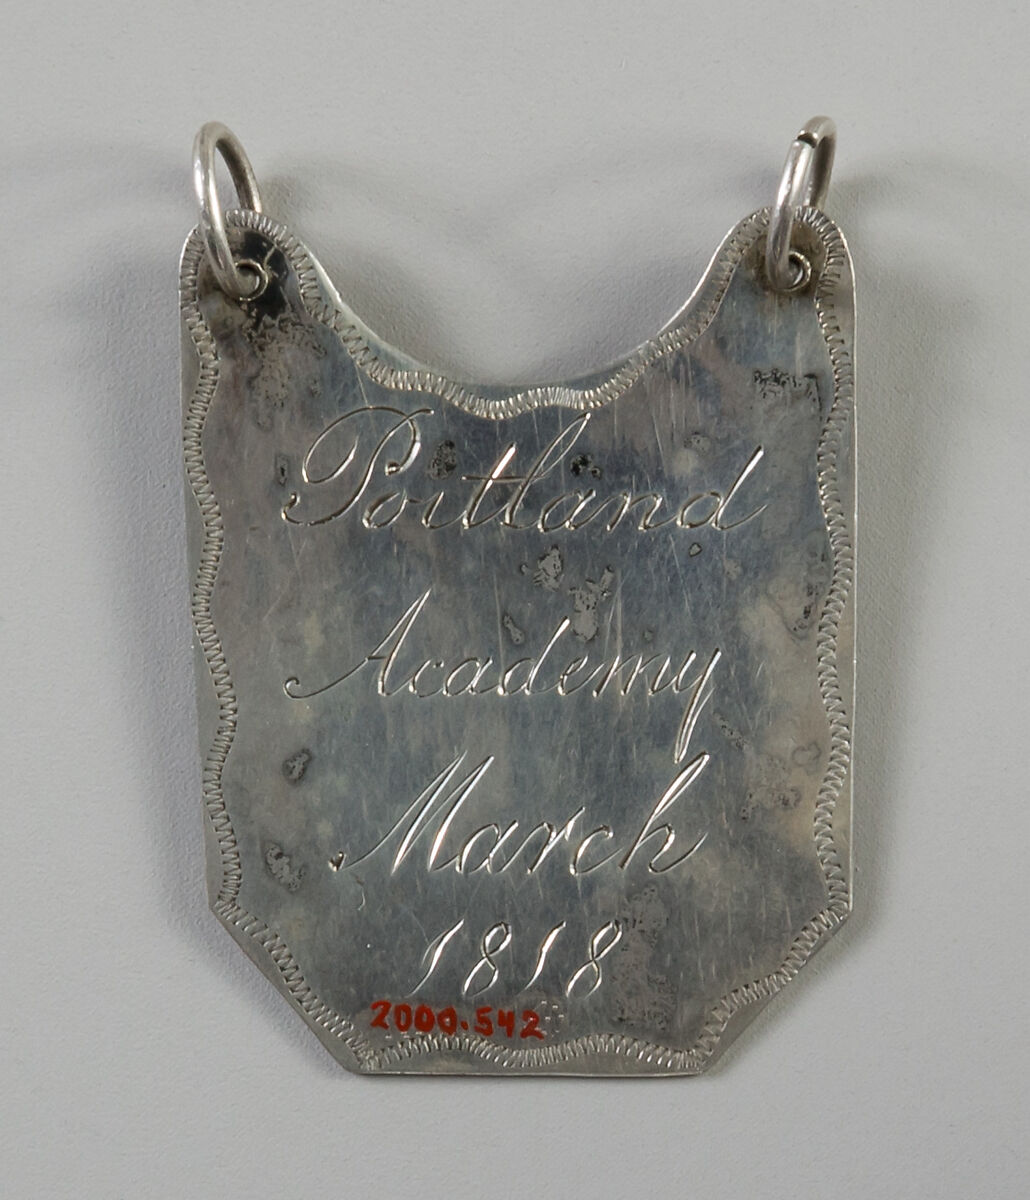 Portland
Academy
March
1818
2000.542